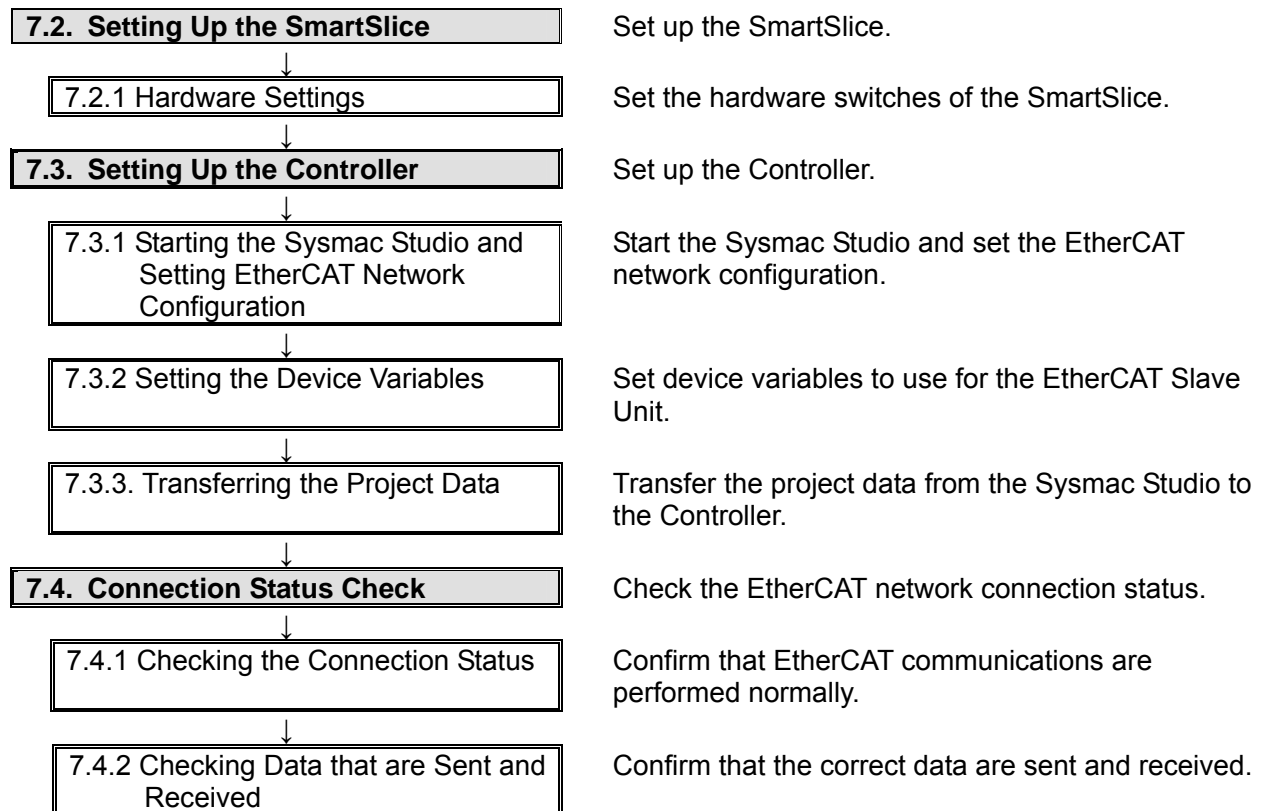 7.2. Setting Up the SmartSlice
Set up the SmartSlice.
↓
7.2.1 Hardware Settings
Set the hardware switches of the SmartSlice.
↓
7.3. Setting Up the Controller
Set up the Controller.
↓
7.3.1 Starting the Sysmac Studio and
Setting EtherCAT Network
Configuration
Start the Sysmac Studio and set the EtherCAT
network configuration.
↓
7.3.2 Setting the Device Variables
Set device variables to use for the EtherCAT Slave
Unit.
↓
7.3.3. Transferring the Project Data
Transfer the project data from the Sysmac Studio to
the Controller.
↓
7.4. Connection Status Check
Check the EtherCAT network connection status.
↓
7.4.1 Checking the Connection Status
Confirm that EtherCAT communications are
performed normally.
↓
7.4.2 Checking Data that are Sent and
Received
Confirm that the correct data are sent and received.